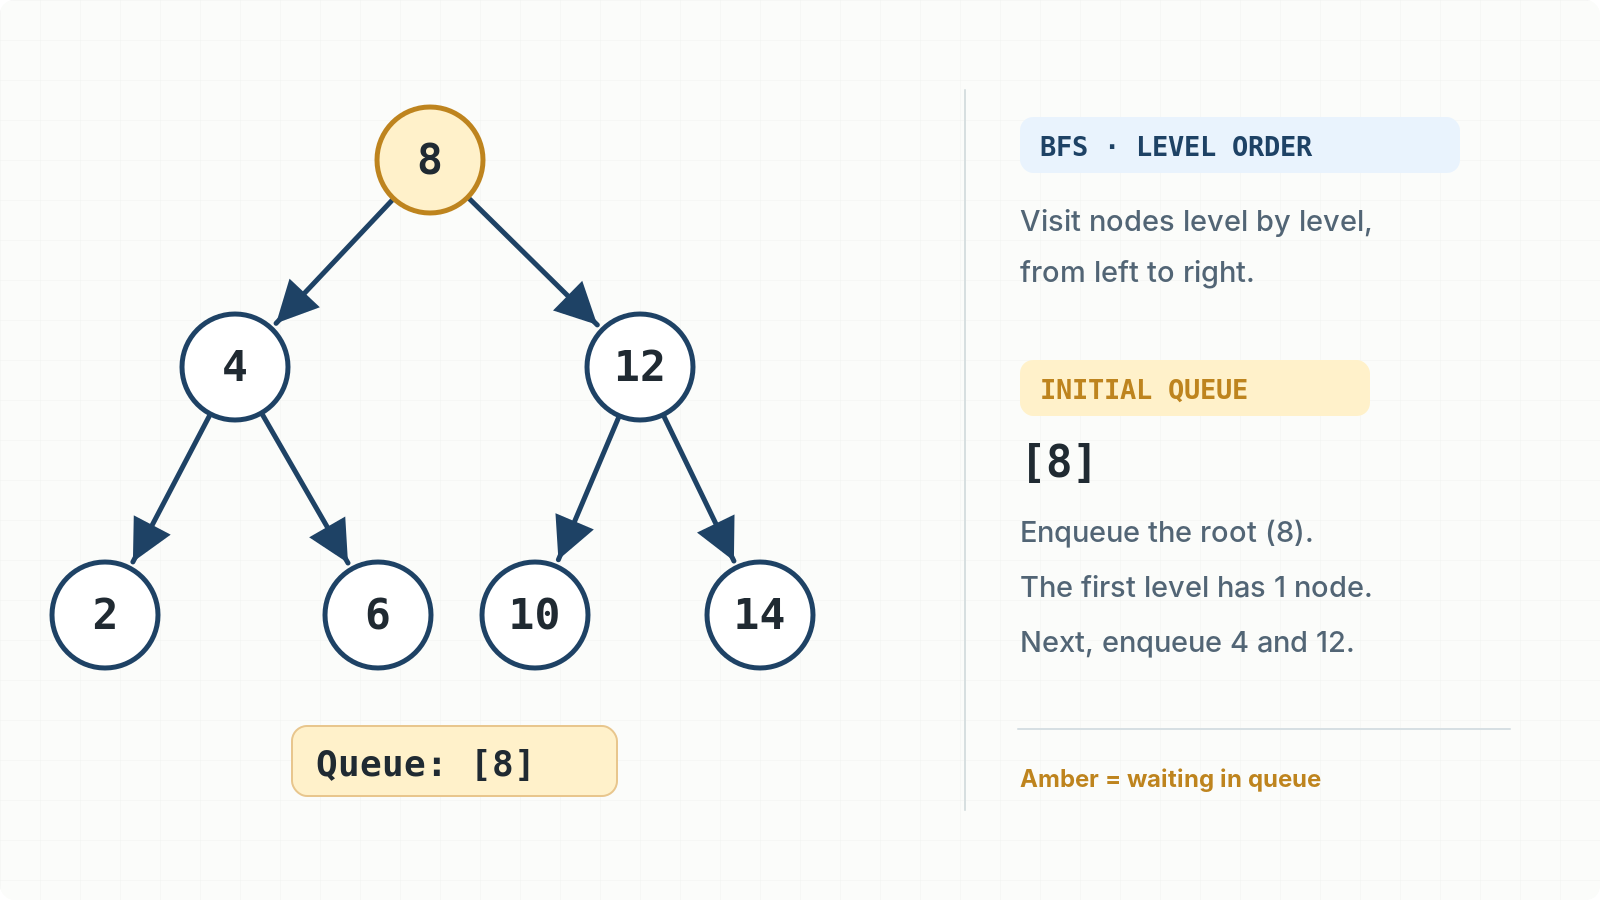 8
4
12
2
6
10
14
Queue: [8]
BFS · LEVEL ORDER
Visit nodes level by level,
from left to right.
INITIAL QUEUE
[8]
Enqueue the root (8).
The first level has 1 node.
Next, enqueue 4 and 12.
Amber = waiting in queue